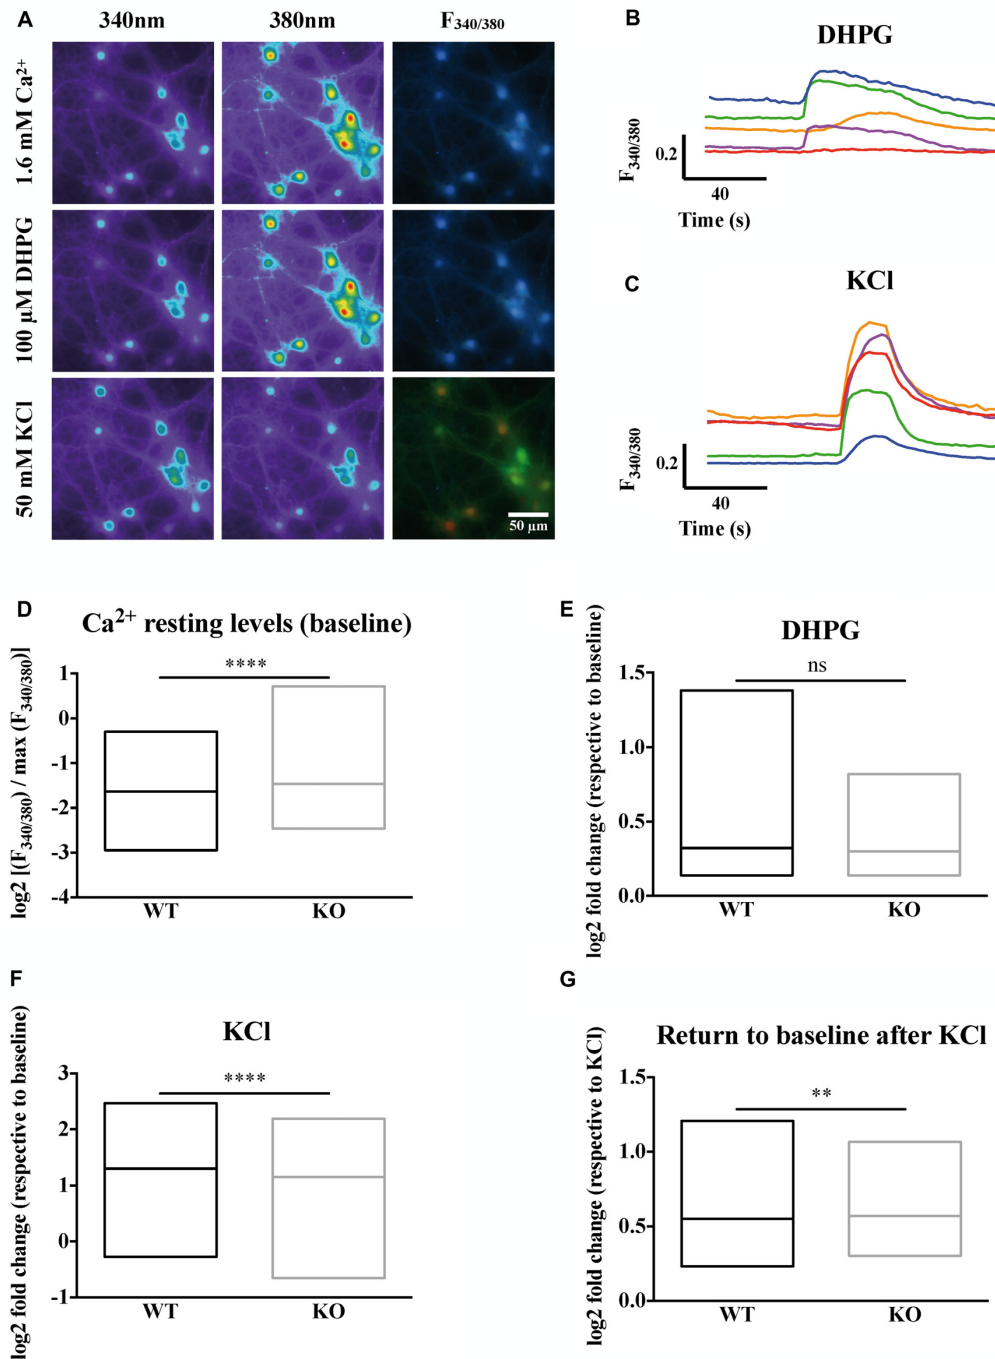 A
340nm
380nm
F340/380
1.6 mM Ca2+
100 µM DHPG
50 mM KCl
50 µm
B
DHPG
F340/380
0.2
40
Time (s)
C
KCl
F340/380
0.2
40
Time (s)
D
Ca2+ resting levels (baseline)
log2 [(F340/380) / max (F340/380)]
****
1
0
-1
-2
-3
-4
WT
KO
E
DHPG
log2 fold change (respective to baseline)
ns
1.5
1.0
0.5
0.0
WT
KO
F
KCl
log2 fold change (respective to baseline)
****
3
2
1
0
-1
WT
KO
G
Return to baseline after KCl
log2 fold change (respective to KCl)
**
1.5
1.0
0.5
0.0
WT
KO